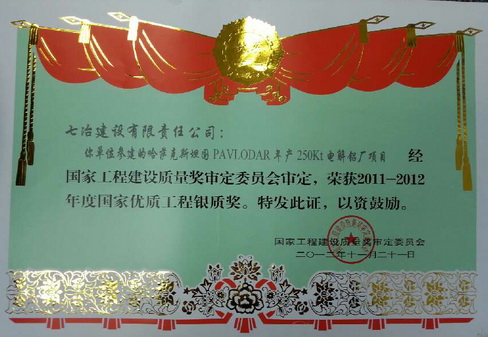 七冶建设有限责任公司：
你单位参建的哈萨克斯坦国PAVLODAR年产250Kt电解铝厂项目 经
国家工程建设质量奖审定委员会审定，荣获2011-2012
年度国家优质工程银质奖。特发此证，以资鼓励。
国家工程建设质量奖审定委员会
二〇一二年十一月二十一日